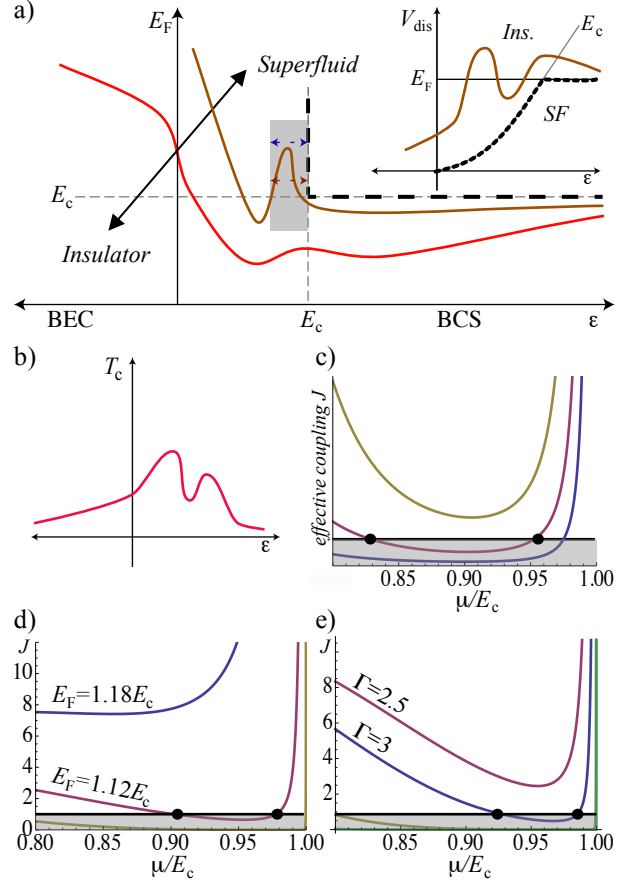 a)
E_F
Superfluid
E_c
Insulator
BEC
E_c
BCS
ε
V_dis
Ins.
E_c
E_F
SF
ε
b)
T_c
ε
c)
effective coupling J
0.85 0.90 0.95 1.00
μ/E_c
d)
J
10
8
6
4
2
0
E_F=1.18E_c
E_F=1.12E_c
0.80 0.85 0.90 0.95 1.00
μ/E_c
e)
J
8
6
4
2
0
Γ=2.5
Γ=3
0.85 0.90 0.95 1.00
μ/E_c